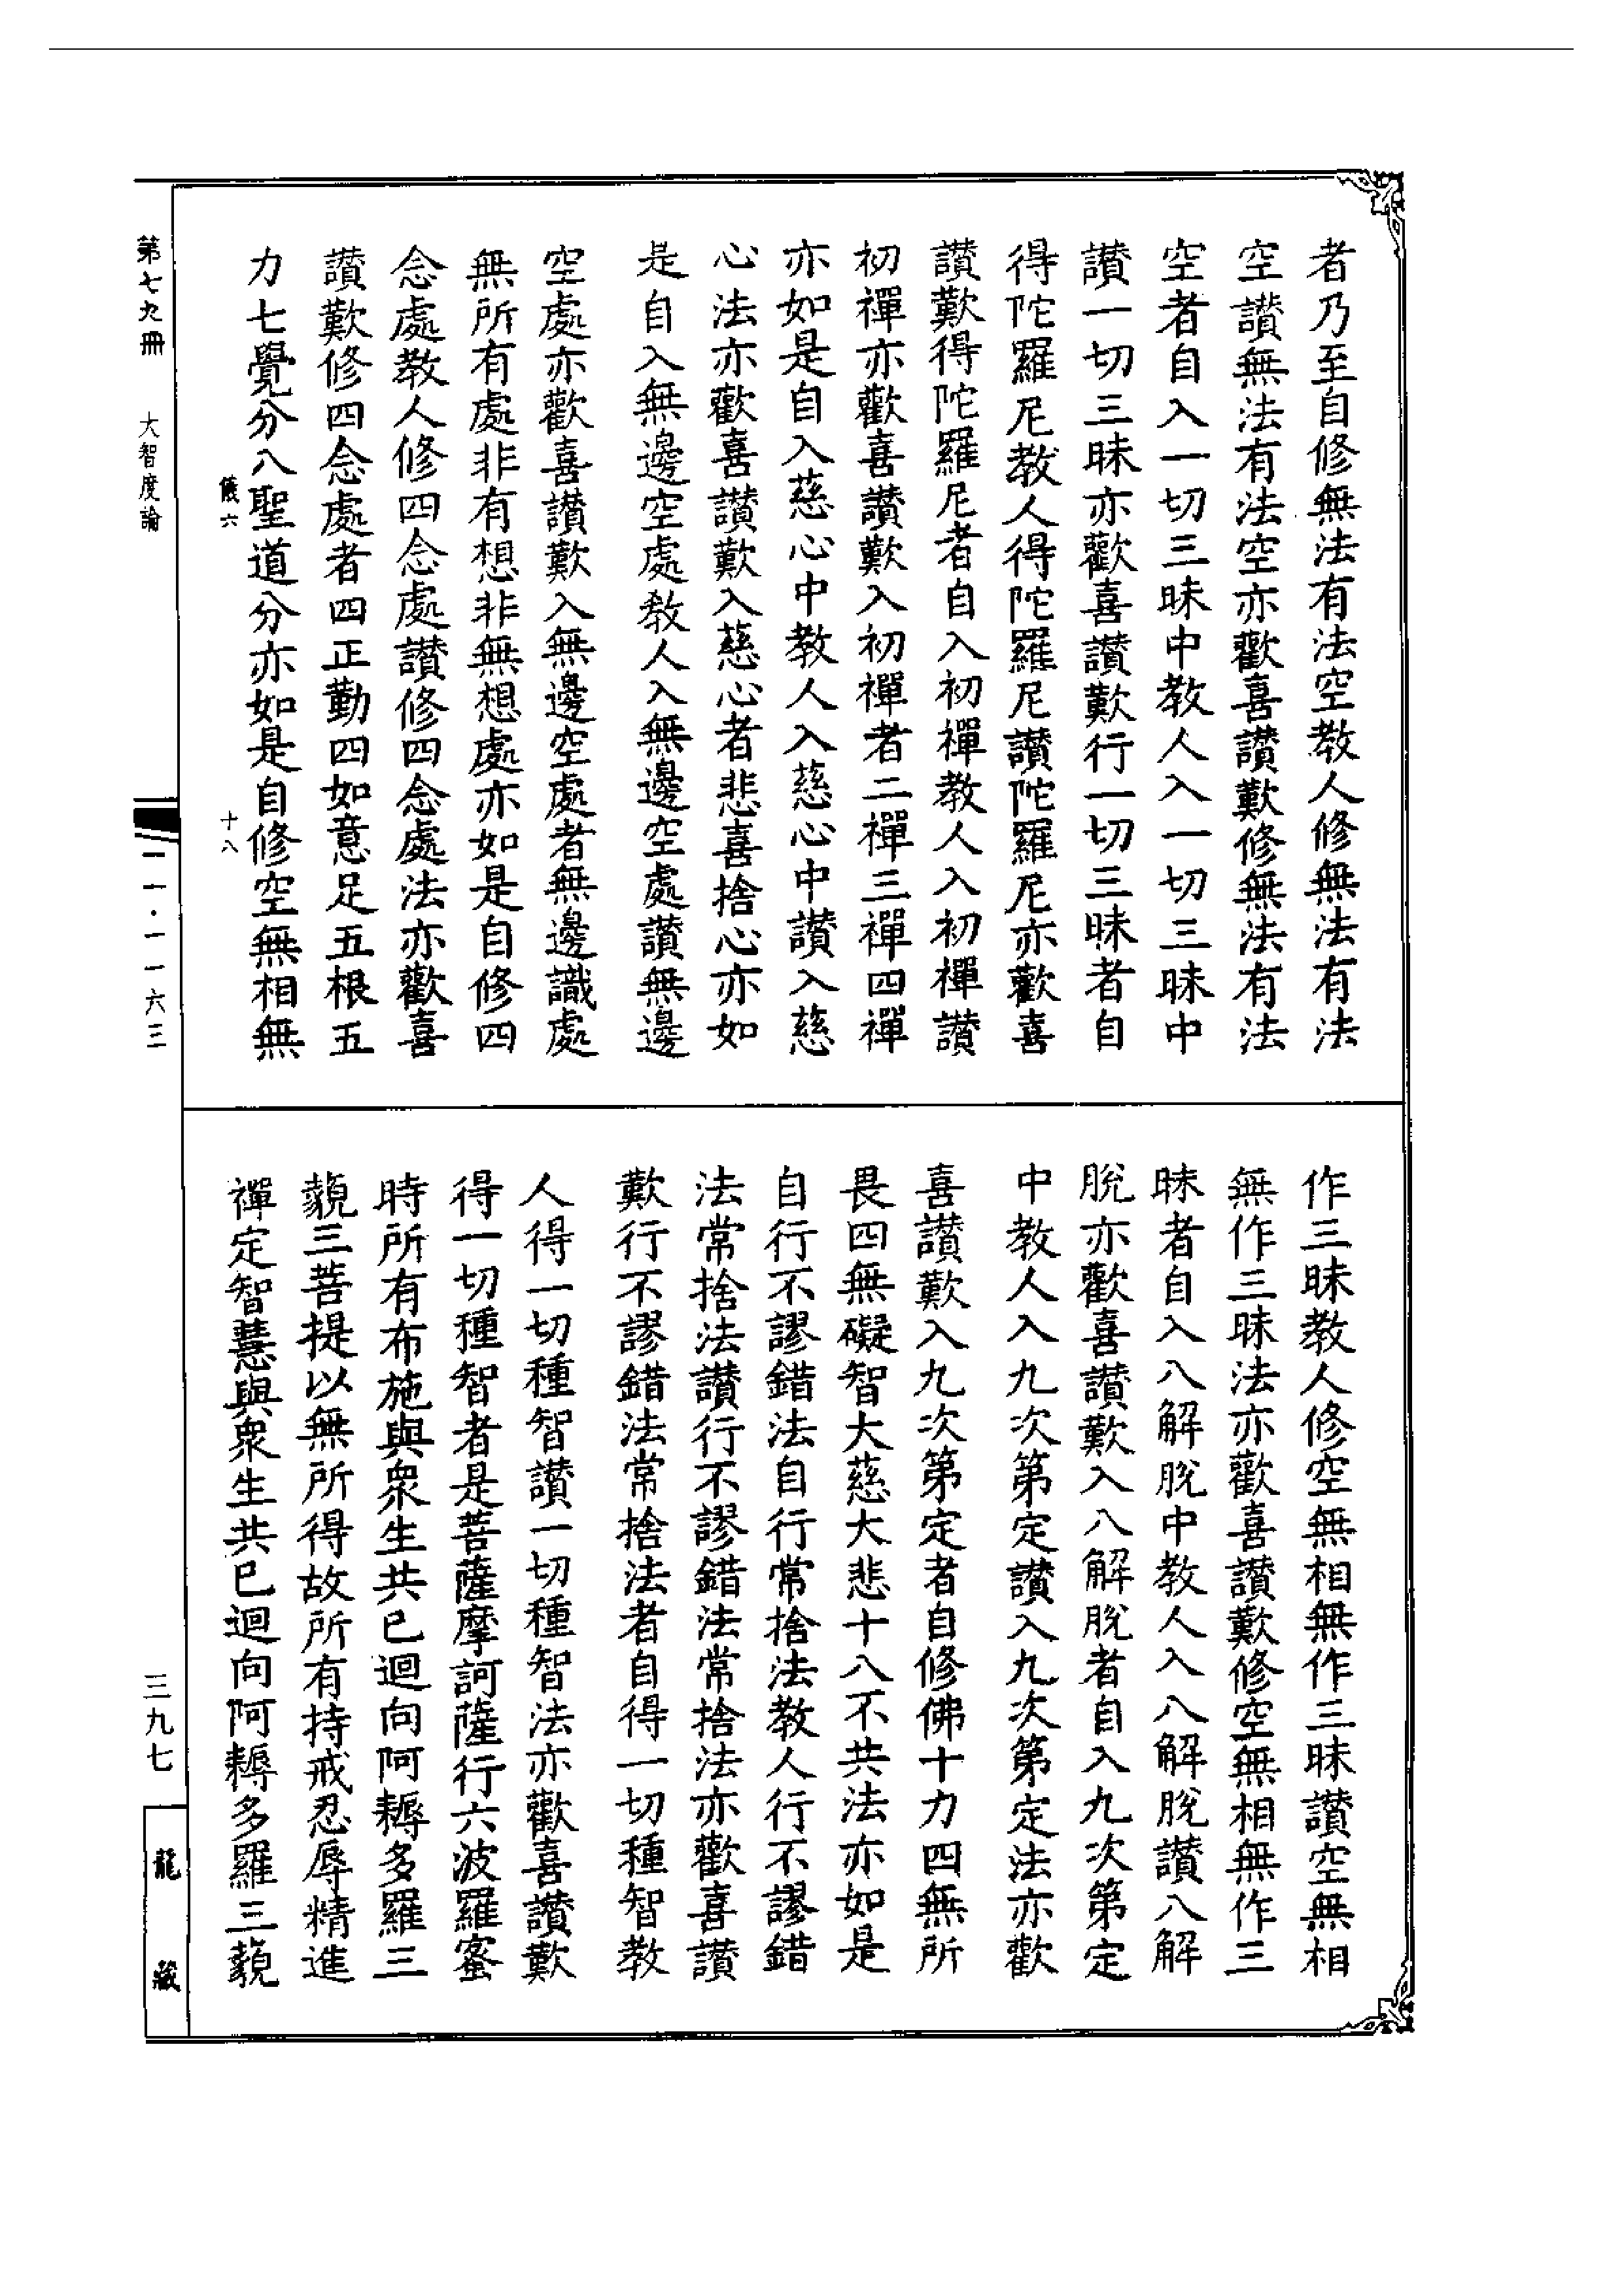 者乃至自修無法有法空教人修無法有法
空讃無法有法空亦歡喜讃歎修無法有法
空者自入一切三昧中教人入一切三昧中
讃一切三昧亦歡喜讃歎行一切三昧者自
得陀羅尼教人得陀羅尼讃陀羅尼亦歡喜
讃歎得陀羅尼者自入初禪教人入初禪讃
初禪亦歡喜讃歎入初禪者二禪三禪四禪
亦如是自入慈心中教人入慈心中讃入慈
心法亦歡喜讃歎入慈心者悲喜捨心亦如
是自入無邊空處教人入無邊空處讃無邊
空處亦歡喜讃歎入無邊空處者無邊識處
無所有處非有想非無想處亦如是自修四
念處教人修四念處讃修四念處法亦歡喜
讃歎修四念處者四正勤四如意足五根五
力七覺分八聖道分亦如是自修空無相無
儀六
十八
作三昧教人修空無相無作三昧讃空無相
無作三昧法亦歡喜讃歎修空無相無作三
昧者自入八解脫中教人入八解脫讃八解
脫亦歡喜讃歎入八解脫者自入九次第定
中教人入九次第定讃入九次第定法亦歡
喜讃歎入九次第定者自修佛十力四無所
畏四無礙智大慈大悲十八不共法亦如是
自行不謬錯法自行常捨法教人行不謬錯
法常捨法讃行不謬錯法常捨法亦歡喜讃
歎行不謬錯法常捨法者自得一切種智教
人得一切種智讃一切種智法亦歡喜讃歎
得一切種智者是菩薩摩訶薩行六波羅蜜
時所有布施與衆生共已迴向阿耨多羅三
藐三菩提以無所得故所有持戒忍辱精進
禪定智慧與衆生共已迴向阿耨多羅三藐
第七九冊
大智度論
一一·一一六三
三九七
龍藏